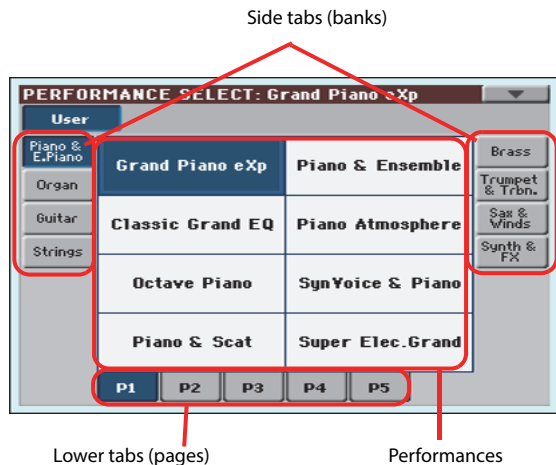 Side tabs (banks)
PERFORMANCE SELECT: Grand Piano eXp
User
Piano &
E.Piano
Organ
Guitar
Strings
Grand Piano eXp
Piano & Ensemble
Classic Grand EQ
Piano Atmosphere
Octave Piano
SynVoice & Piano
Piano & Scat
Super Elec.Grand
Brass
Trumpet
& Trbn.
Sax &
Winds
Synth &
FX
P1 P2 P3 P4 P5
Lower tabs (pages)
Performances